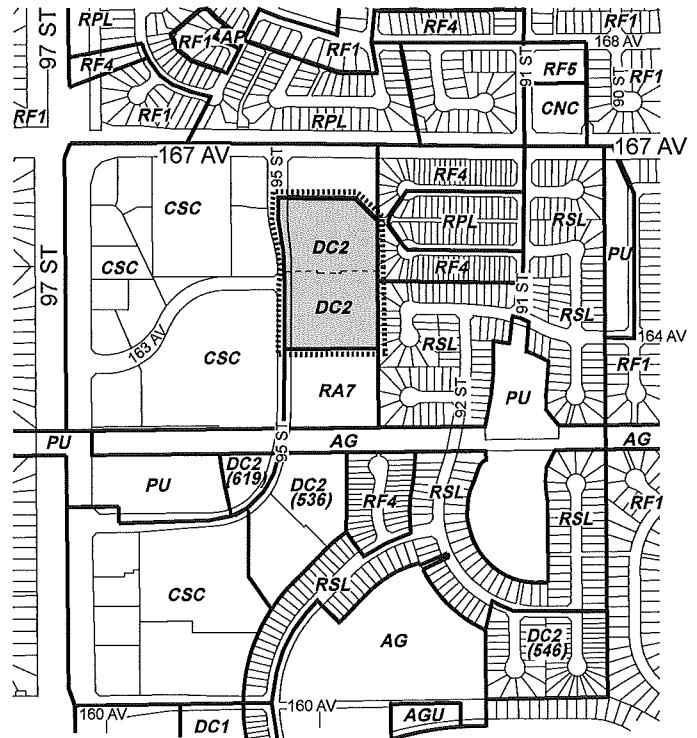 RPL
RF4
RF1
97 ST
RF4
RF1
AP
RF1
168 AV
91 ST
RF5
RF1
90 ST
CNC
RF1
RF1
RPL
167 AV
167 AV
95 ST
RF4
CSC
RPL
RSL
DC2
PU
97 ST
CSC
RF4
91 ST
DC2
RSL
163 AV
164 AV
CSC
RSL
RF1
RA7
92 ST
PU
PU
AG
95 ST
AG
DC2
(619)
PU
DC2
(536)
RF4
RSL
RSL
RF1
CSC
RSL
AG
DC2
(546)
160 AV
160 AV
DC1
AGU